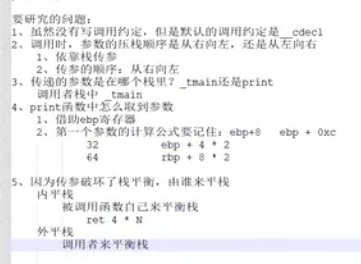 要研究的问题：
1、虽然没有写调用约定，但是默认的调用约定是__cdecl
2、调用时，参数的压栈顺序是从右向左，还是从左向右
1、依靠栈传参
2、传参的顺序：从右向左
3、传递的参数是在哪个栈里？_tmain还是print
调用者栈中 _tmain
4、print函数中怎么取到参数
1、借助ebp寄存器
2、第一个参数的计算公式要记住：ebp+8 ebp + 0xc
32 ebp + 4 * 2
64 rbp + 8 * 2
5、因为传参破坏了栈平衡，由谁来平栈
内平栈
被调用函数自己来平衡栈
ret 4 * N
外平栈
调用者来平衡栈